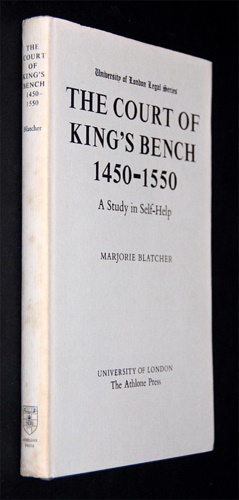 THE
COURT
OF
KING'S
BENCH
1450-
1550
Blatcher
University of London Legal Series
THE COURT OF
KING'S BENCH
1450-1550
A Study in Self-Help
MARJORIE BLATCHER
UNIVERSITY OF LONDON
The Athlone Press